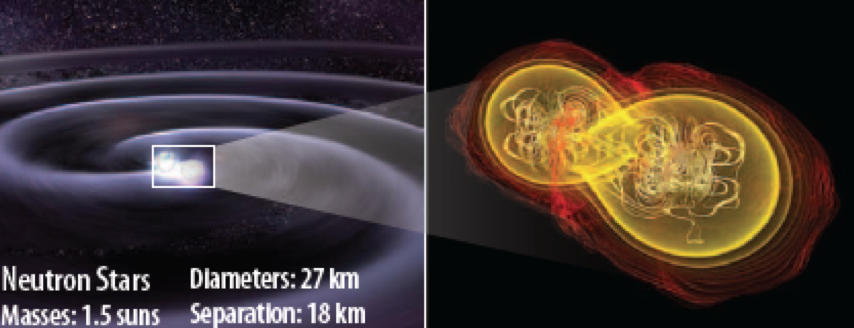 Neutron Stars
Masses: 1.5 suns
Diameters: 27 km
Separation: 18 km